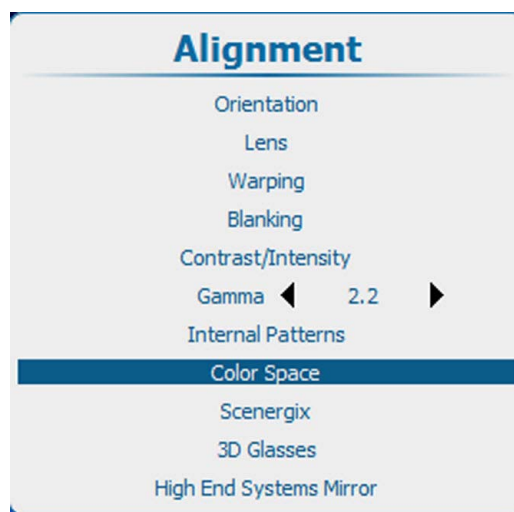 Alignment
Orientation
Lens
Warping
Blanking
Contrast/Intensity
Gamma 2.2
Internal Patterns
Color Space
Scenergix
3D Glasses
High End Systems Mirror